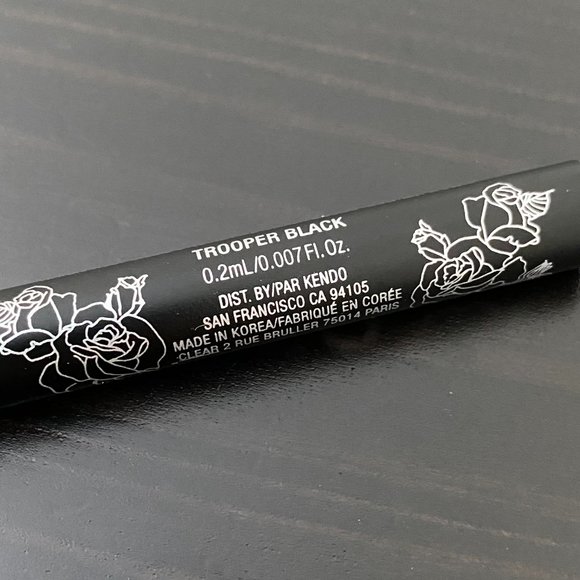 TROOPER BLACK
0.2mL/0.007Fl.Oz.
DIST. BY/PAR KENDO
SAN FRANCISCO CA 94105
MADE IN KOREA/FABRIQUÉ EN CORÉE
CLEAR 2 RUE BRULLER 75014 PARIS